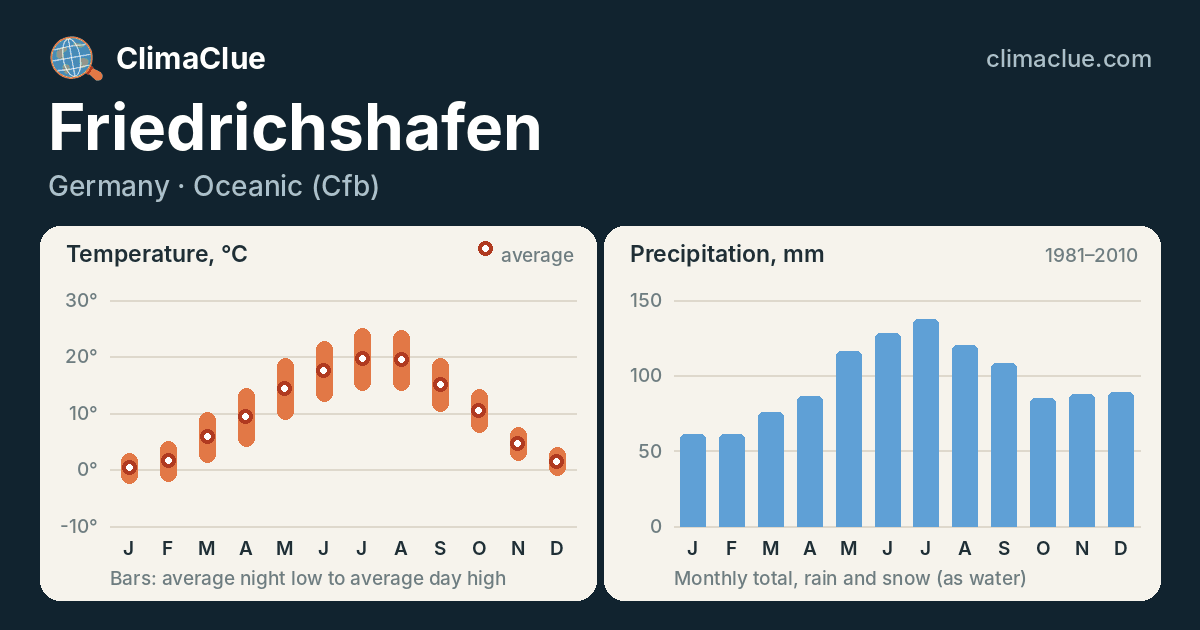 ClimaClue
climaclue.com
Friedrichshafen
Germany · Oceanic (Cfb)
Temperature, °C
average
30°
20°
10°
0°
-10°
J F M A M J J A S O N D
Bars: average night low to average day high
Precipitation, mm
1981–2010
150
100
50
0
J F M A M J J A S O N D
Monthly total, rain and snow (as water)